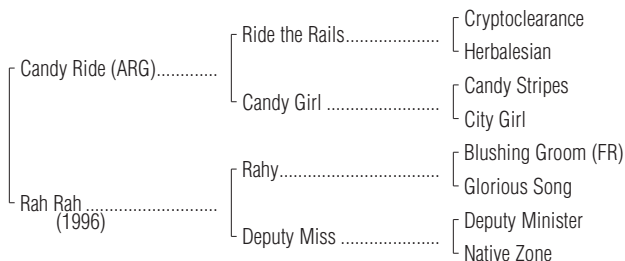 Cryptoclearance
Ride the Rails....................
Herbalesian
Candy Ride (ARG).............
Candy Stripes
Candy Girl ........................
City Girl
Blushing Groom (FR)
Rahy..................................
Glorious Song
Rah Rah ............................
(1996)
Deputy Minister
Deputy Miss .....................
Native Zone